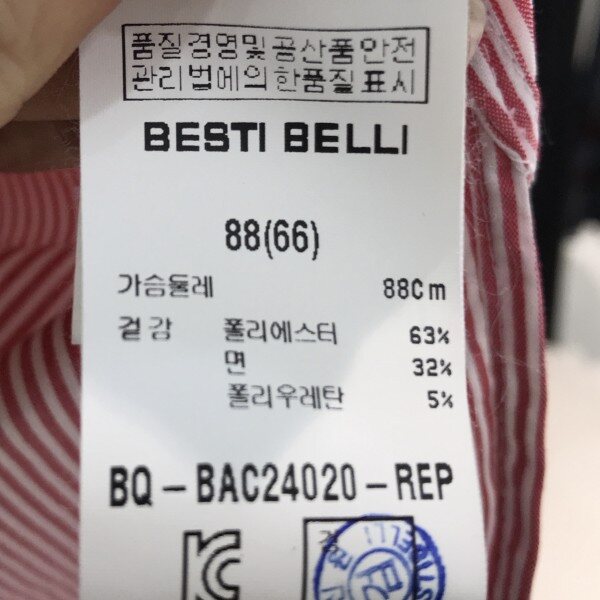 품질경영및공산품안전
관리법에의한품질표시
BESTI BELLI
88(66)
가슴둘레 88Cm
겉감 폴리에스터 63%
면 32%
폴리우레탄 5%
BQ-BAC24020-REP